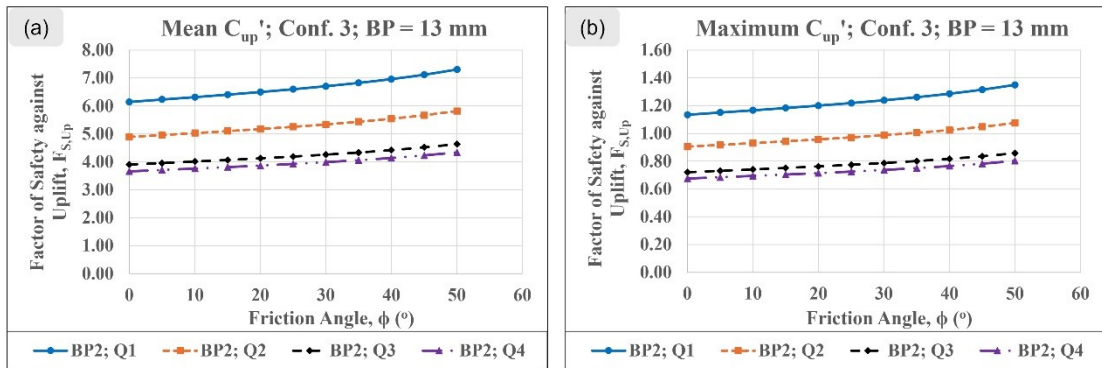 (a)
Mean Cup'; Conf. 3; BP = 13 mm
Factor of Safety against
Uplift, FS,Up
8.00
7.00
6.00
5.00
4.00
3.00
2.00
1.00
0.00
0 10 20 30 40 50 60
Friction Angle, ϕ (o)
BP2; Q1 BP2; Q2 BP2; Q3 BP2; Q4
(b)
Maximum Cup'; Conf. 3; BP = 13 mm
Factor of Safety against
Uplift, FS,Up
1.60
1.40
1.20
1.00
0.80
0.60
0.40
0.20
0.00
0 10 20 30 40 50 60
Friction Angle, ϕ (o)
BP2; Q1 BP2; Q2 BP2; Q3 BP2; Q4